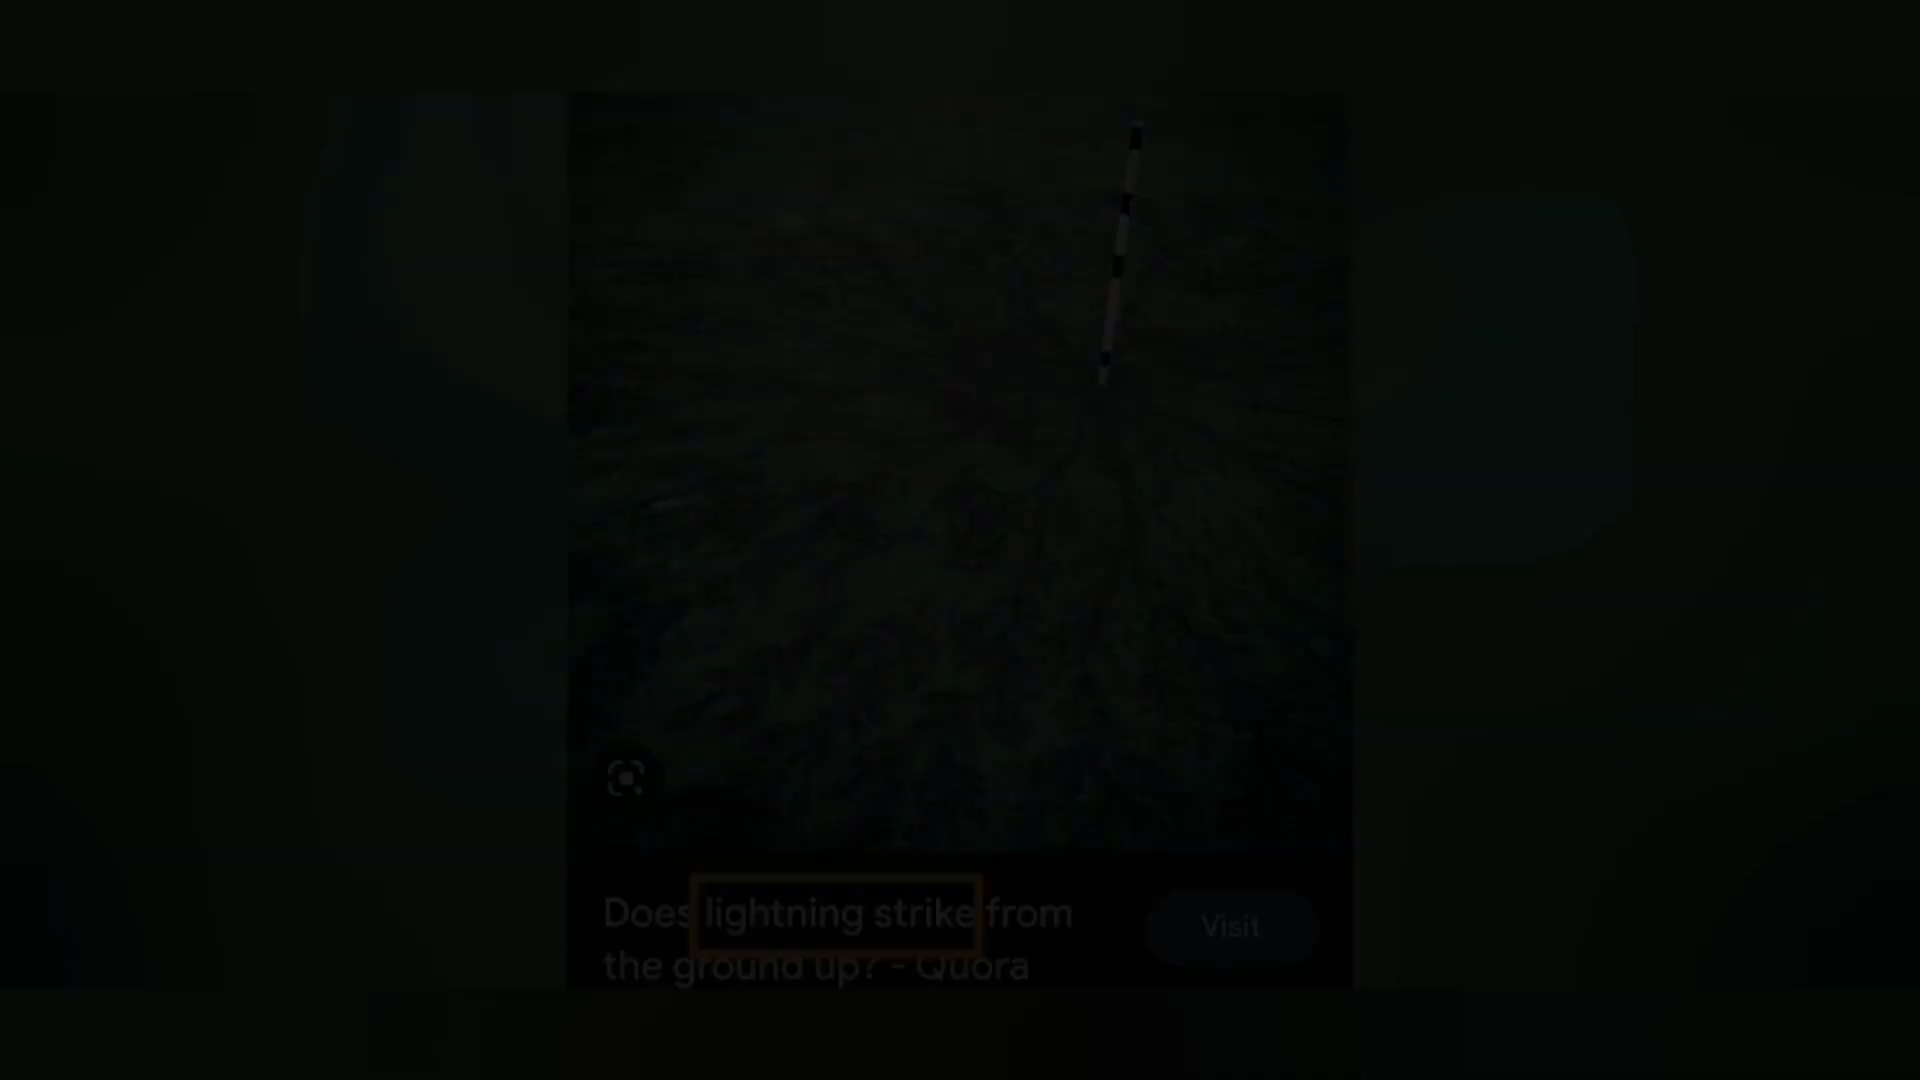 Does lightning strike from
the ground up? - Quora
Visit